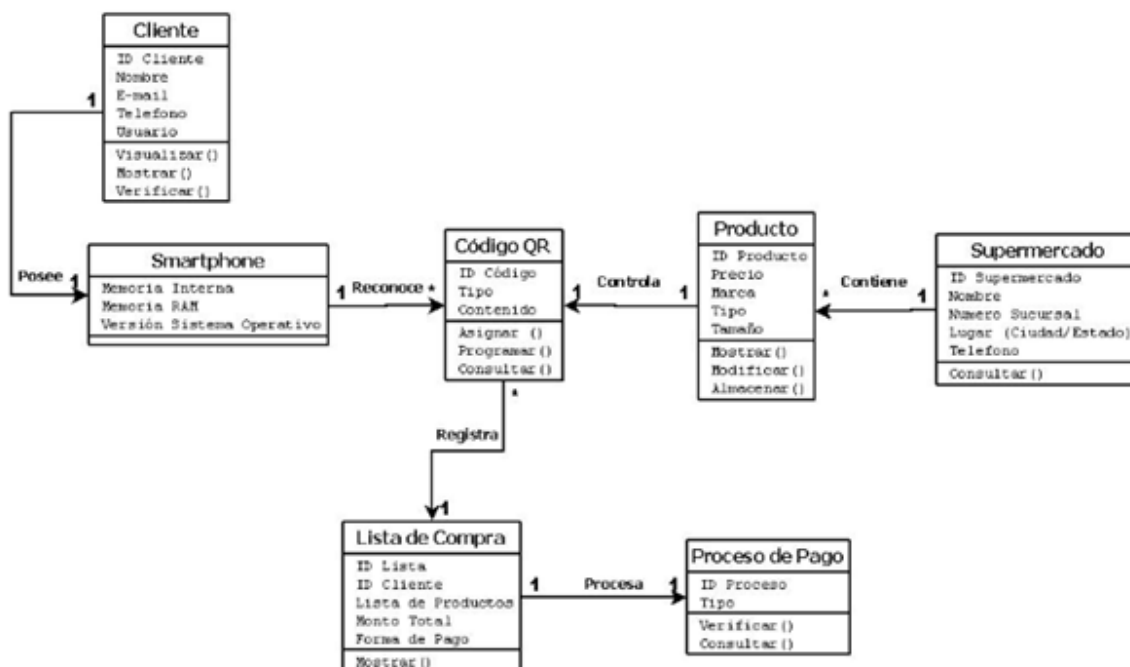 Cliente
ID Cliente
Nombre
E-mail
Telefono
Usuario
Visualizar()
Mostrar()
Verificar()
1
Posee
1
Smartphone
Memoria Interna
Memoria RAM
Versión Sistema Operativo
1 Reconoce *
Código QR
ID Código
Tipo
Contenido
Asignar ()
Programar()
Consultar()
1 Controla 1
Producto
ID Producto
Precio
Marca
Tipo
Tamaño
Mostrar()
Modificar()
Almacenar()
* Contiene 1
Supermercado
ID Supermercado
Nombre
Numero Sucursal
Lugar (Ciudad/Estado)
Telefono
Consultar()
*
Registra
1
Lista de Compra
ID Lista
ID Cliente
Lista de Productos
Monto Total
Forma de Pago
Mostrar()
1 Procesa 1
Proceso de Pago
ID Proceso
Tipo
Verificar()
Consultar()